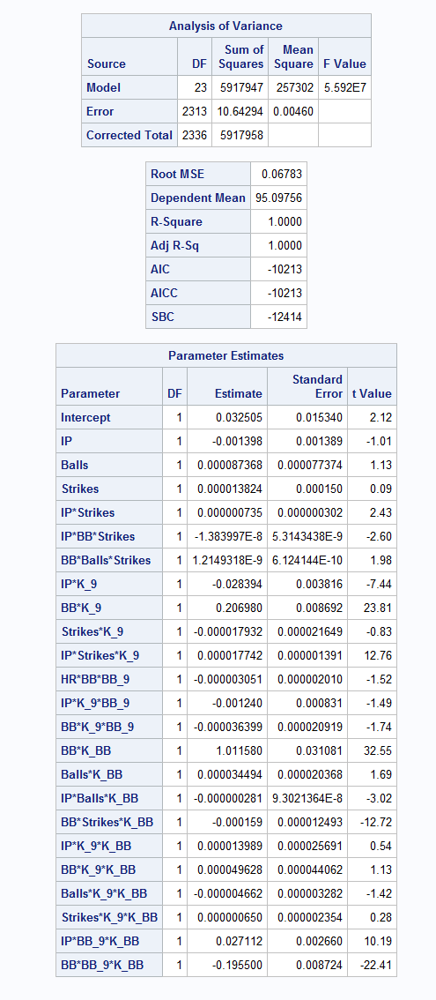 Analysis of Variance
Source DF Sum of Squares Mean Square F Value
Model 23 5917947 257302 5.592E7
Error 2313 10.64294 0.00460
Corrected Total 2336 5917958
Root MSE 0.06783
Dependent Mean 95.09756
R-Square 1.0000
Adj R-Sq 1.0000
AIC -10213
AICC -10213
SBC -12414
Parameter Estimates
Parameter DF Estimate Standard Error t Value
Intercept 1 0.032505 0.015340 2.12
IP 1 -0.001398 0.001389 -1.01
Balls 1 0.000087368 0.000077374 1.13
Strikes 1 0.000013824 0.000150 0.09
IP*Strikes 1 0.000000735 0.000000302 2.43
IP*BB*Strikes 1 -1.383997E-8 5.3143438E-9 -2.60
BB*Balls*Strikes 1 1.2149318E-9 6.124144E-10 1.98
IP*K_9 1 -0.028394 0.003816 -7.44
BB*K_9 1 0.206980 0.008692 23.81
Strikes*K_9 1 -0.000017932 0.000021649 -0.83
IP*Strikes*K_9 1 0.000017742 0.000001391 12.76
HR*BB*BB_9 1 -0.000003051 0.000002010 -1.52
IP*K_9*BB_9 1 -0.001240 0.000831 -1.49
BB*K_9*BB_9 1 -0.000036399 0.000020919 -1.74
BB*K_BB 1 1.011580 0.031081 32.55
Balls*K_BB 1 0.000034494 0.000020368 1.69
IP*Balls*K_BB 1 -0.000000281 9.3021364E-8 -3.02
BB*Strikes*K_BB 1 -0.000159 0.000012493 -12.72
IP*K_9*K_BB 1 0.000013989 0.000025691 0.54
BB*K_9*K_BB 1 0.000049628 0.000044062 1.13
Balls*K_9*K_BB 1 -0.000004662 0.000003282 -1.42
Strikes*K_9*K_BB 1 0.000000650 0.000002354 0.28
IP*BB_9*K_BB 1 0.027112 0.002660 10.19
BB*BB_9*K_BB 1 -0.195500 0.008724 -22.41